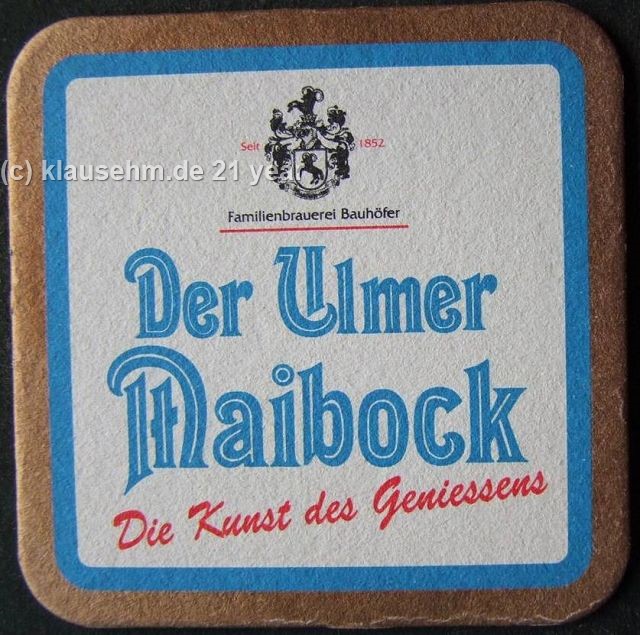 Seit 1852
(c) klausehm.de 21 yea
Familienbrauerei Bauhöfer
Der Ulmer
Maibock
Die Kunst des Geniessens